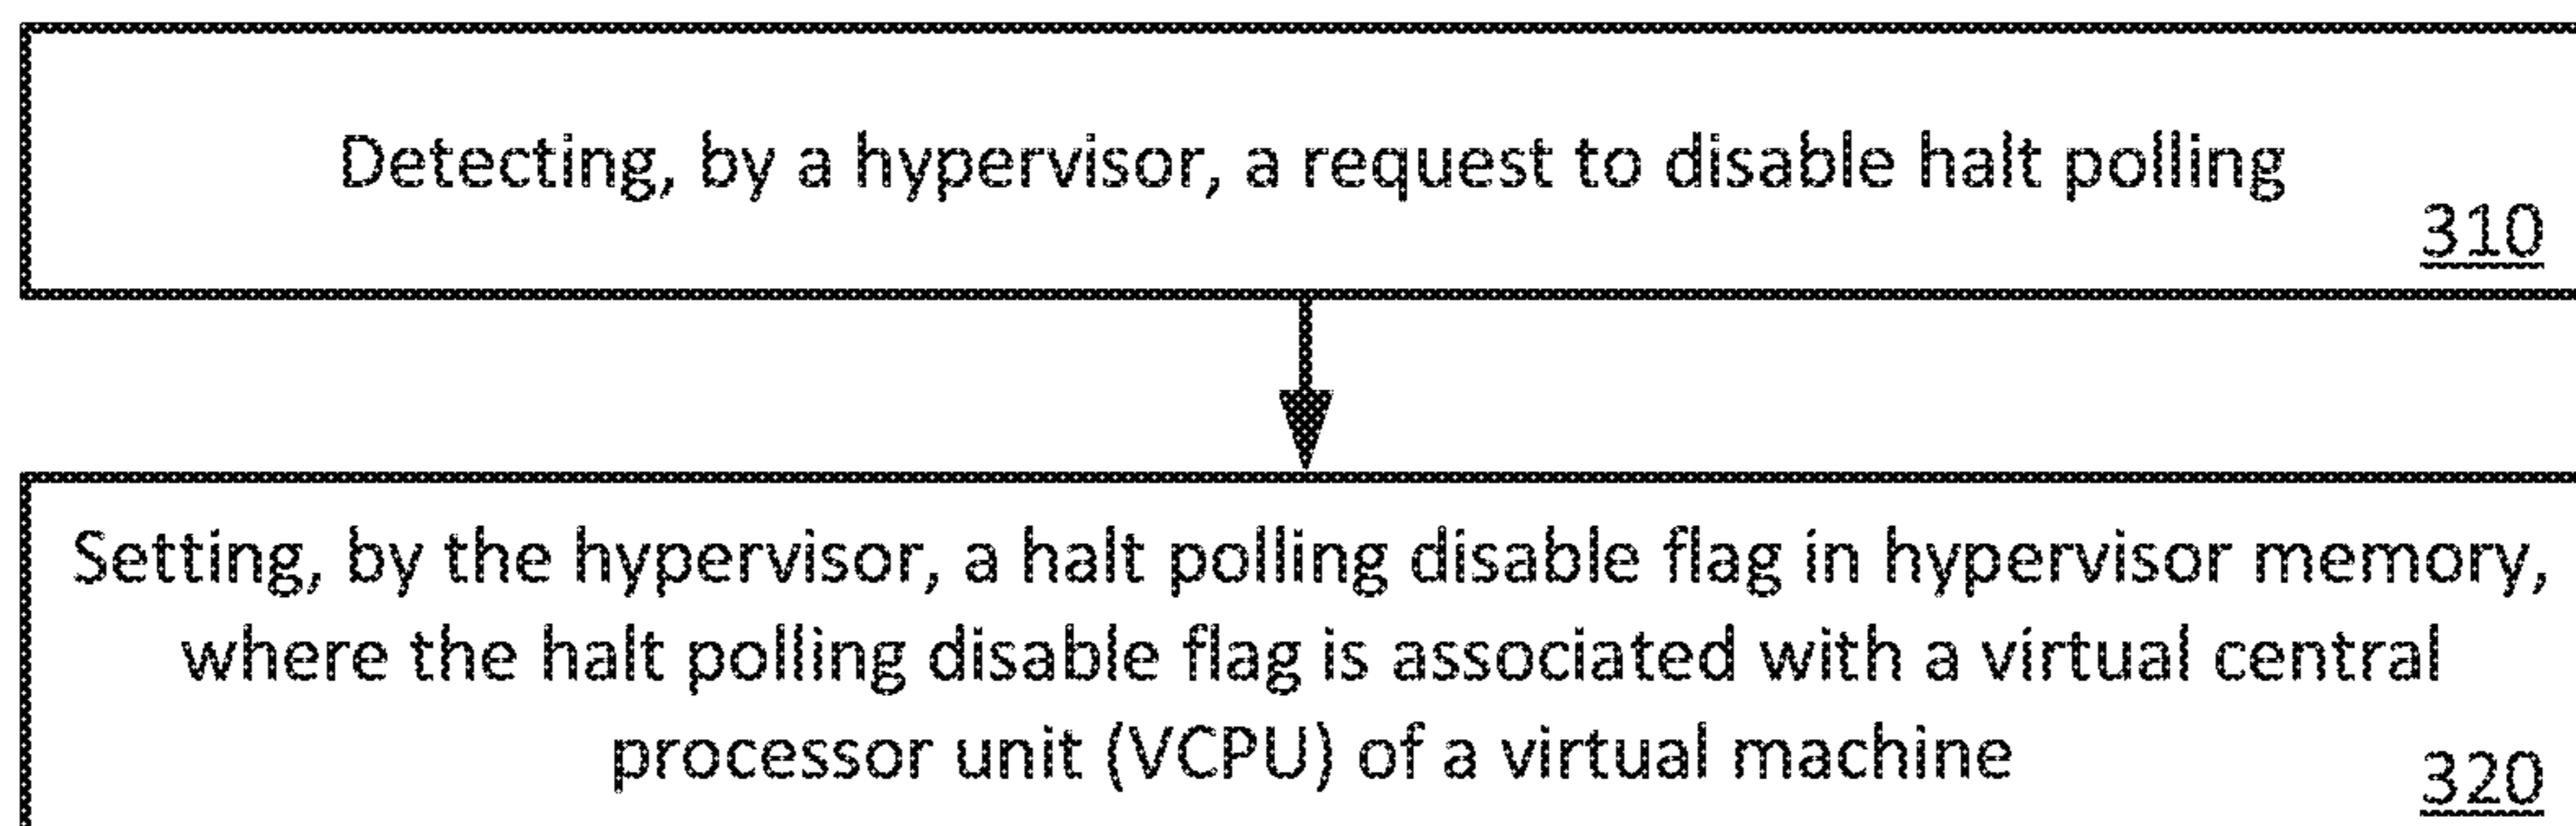 Detecting, by a hypervisor, a request to disable halt polling
310
Setting, by the hypervisor, a halt polling disable flag in hypervisor memory,
where the halt polling disable flag is associated with a virtual central
processor unit (VCPU) of a virtual machine
320